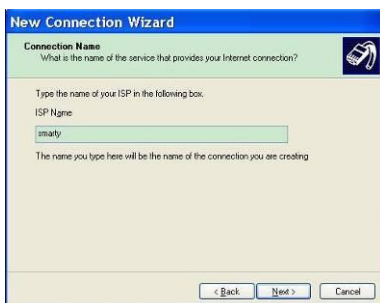 New Connection Wizard
Connection Name
What is the name of the service that provides your Internet connection?
Type the name of your ISP in the following box.
ISP Name
smarty
The name you type here will be the name of the connection you are creating
< Back
Next >
Cancel